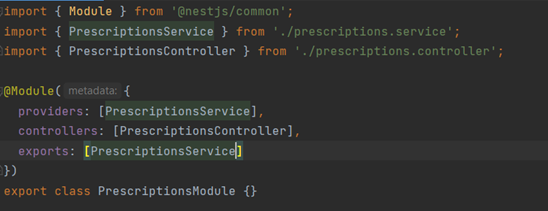 import { Module } from '@nestjs/common';
import { PrescriptionsService } from './prescriptions.service';
import { PrescriptionsController } from './prescriptions.controller';
@Module( metadata: {
providers: [PrescriptionsService],
controllers: [PrescriptionsController],
exports: [PrescriptionsService]
})
export class PrescriptionsModule {}